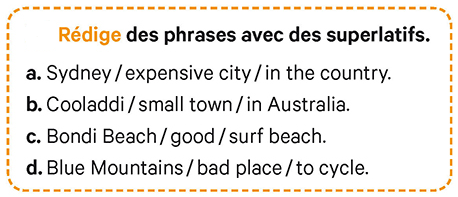 Rédige des phrases avec des superlatifs.
a. Sydney / expensive city / in the country.
b. Cooladdi / small town / in Australia.
c. Bondi Beach / good / surf beach.
d. Blue Mountains / bad place / to cycle.